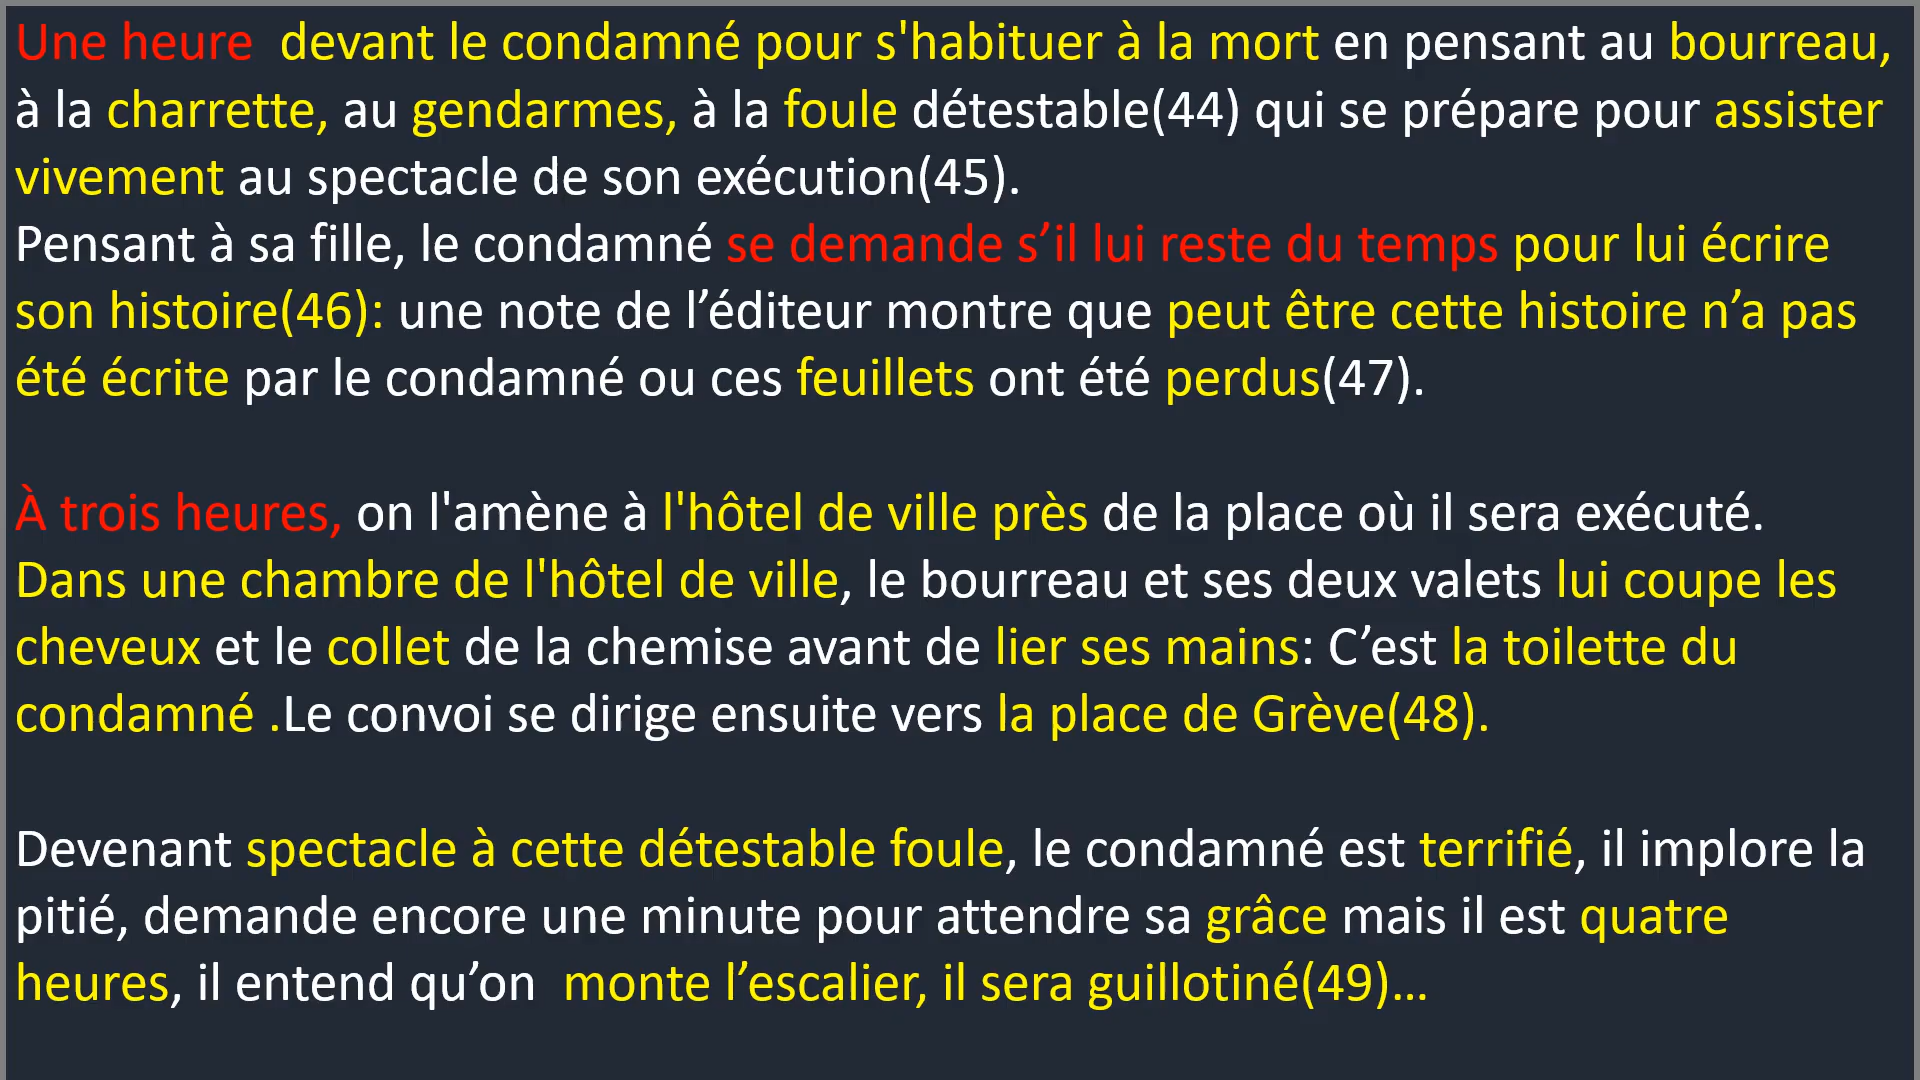 Une heure  devant le condamné pour s'habituer à la mort en pensant au bourreau,
à la charrette, au gendarmes, à la foule détestable(44) qui se prépare pour assister
vivement au spectacle de son exécution(45).
Pensant à sa fille, le condamné se demande s’il lui reste du temps pour lui écrire
son histoire(46): une note de l’éditeur montre que peut être cette histoire n’a pas
été écrite par le condamné ou ces feuillets ont été perdus(47).
À trois heures, on l'amène à l'hôtel de ville près de la place où il sera exécuté.
Dans une chambre de l'hôtel de ville, le bourreau et ses deux valets lui coupe les
cheveux et le collet de la chemise avant de lier ses mains: C’est la toilette du
condamné .Le convoi se dirige ensuite vers la place de Grève(48).
Devenant spectacle à cette détestable foule, le condamné est terrifié, il implore la
pitié, demande encore une minute pour attendre sa grâce mais il est quatre
heures, il entend qu’on  monte l’escalier, il sera guillotiné(49)…